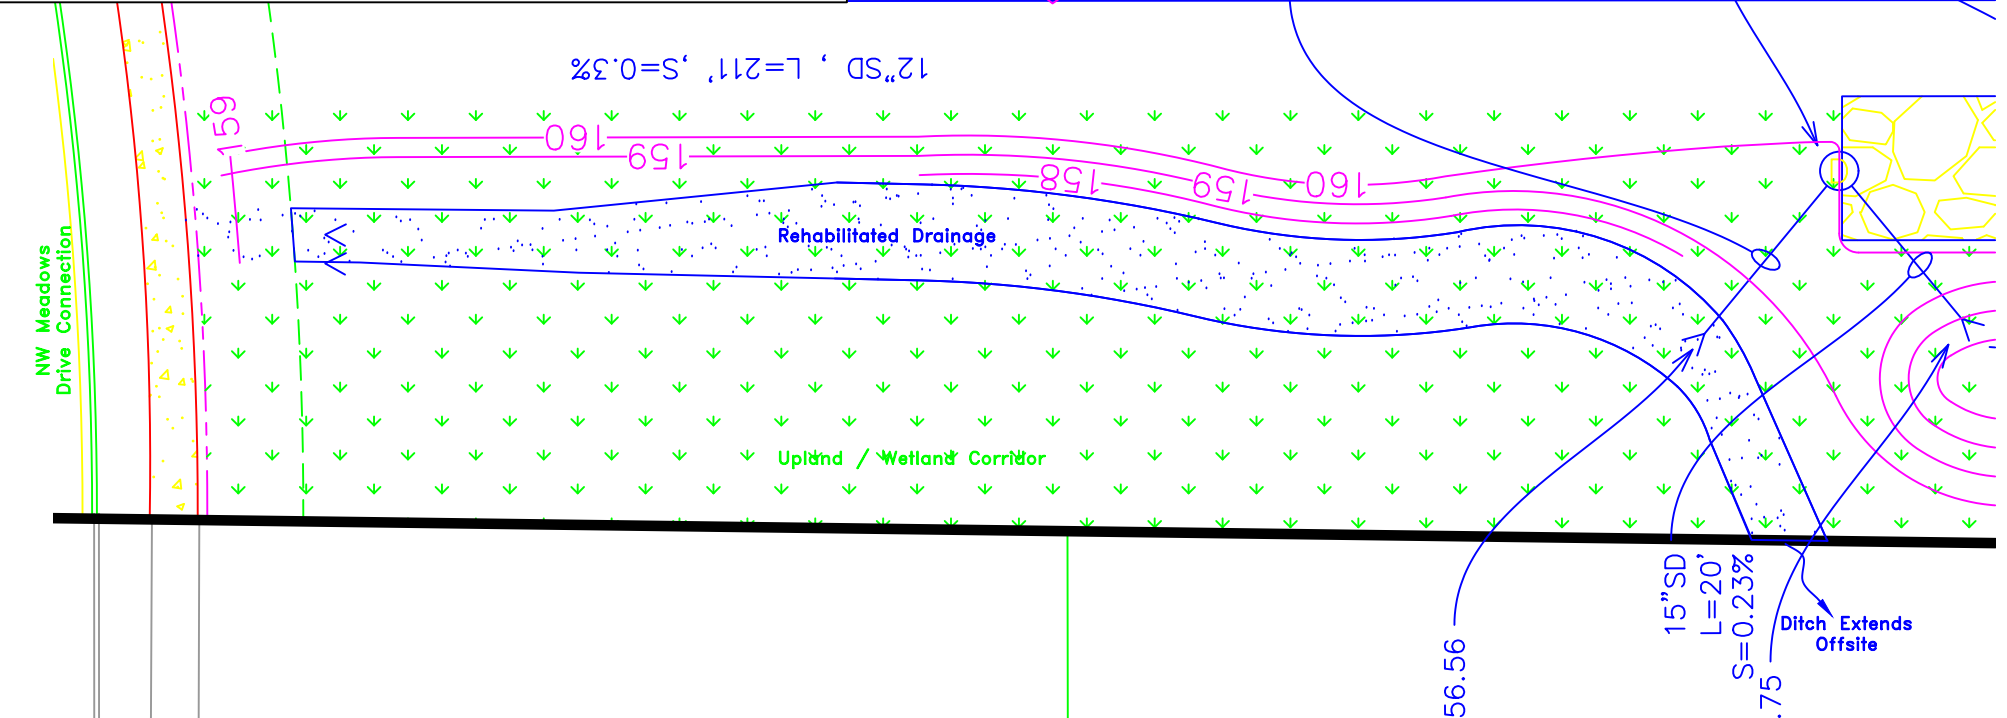 12"SD , L=211', S=0.3%
159
160
159
158
159
160
Rehabilitated Drainage
NW Meadows
Drive Connection
Upland / Wetland Corridor
15"SD
L=20'
S=0.23%
Ditch Extends
Offsite
56.56
.75